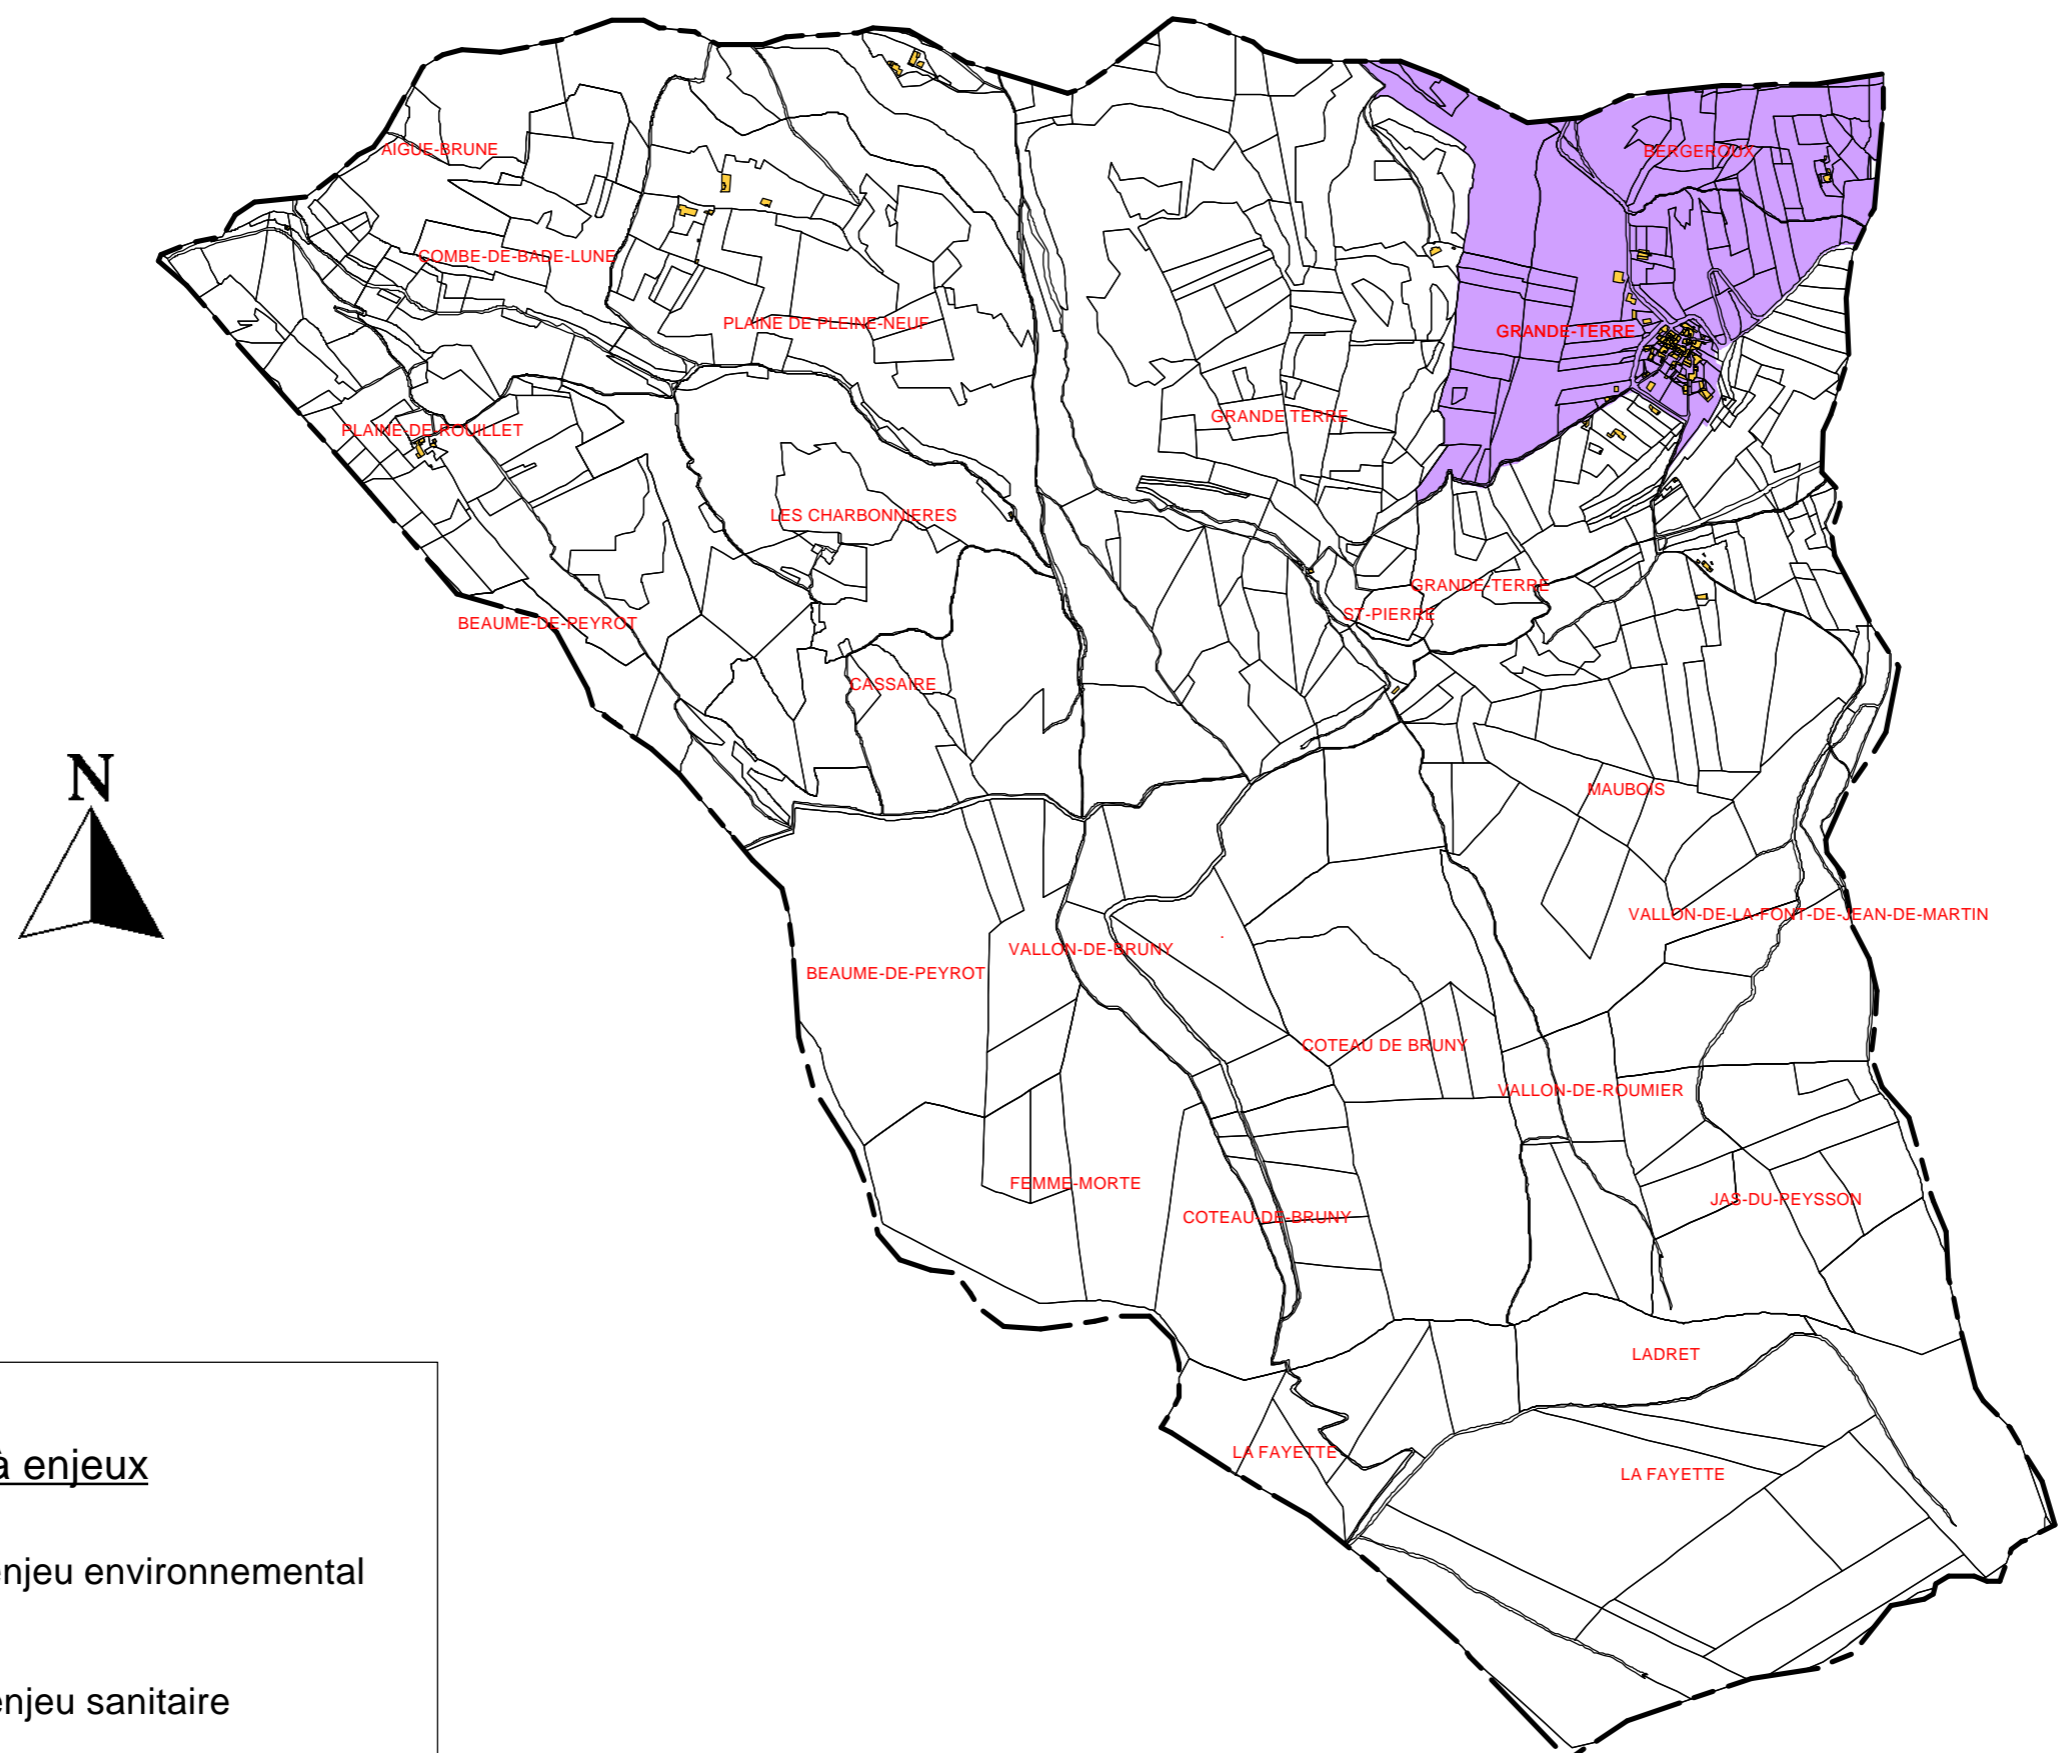 AIGUE-BRUNE
BERGEROUX
COMBE-DE-BADE-LUNE
PLAINE DE PLEINE-NEUF
GRANDE-TERRE
GRANDE TERRE
PLAINE-DE-ROUILLET
LES CHARBONNIERES
GRANDE-TERRE
ST-PIERRE
BEAUME-DE-PEYROT
CASSAIRE
N
MAUBOIS
VALLON-DE-LA-FONT-DE-JEAN-DE-MARTIN
VALLON-DE-BRUNY
BEAUME-DE-PEYROT
COTEAU DE BRUNY
VALLON-DE-ROUMIER
FEMME-MORTE
JAS-DU-PEYSSON
COTEAU-DE-BRUNY
LADRET
LA FAYETTE
LA FAYETTE
à enjeux
enjeu environnemental
enjeu sanitaire